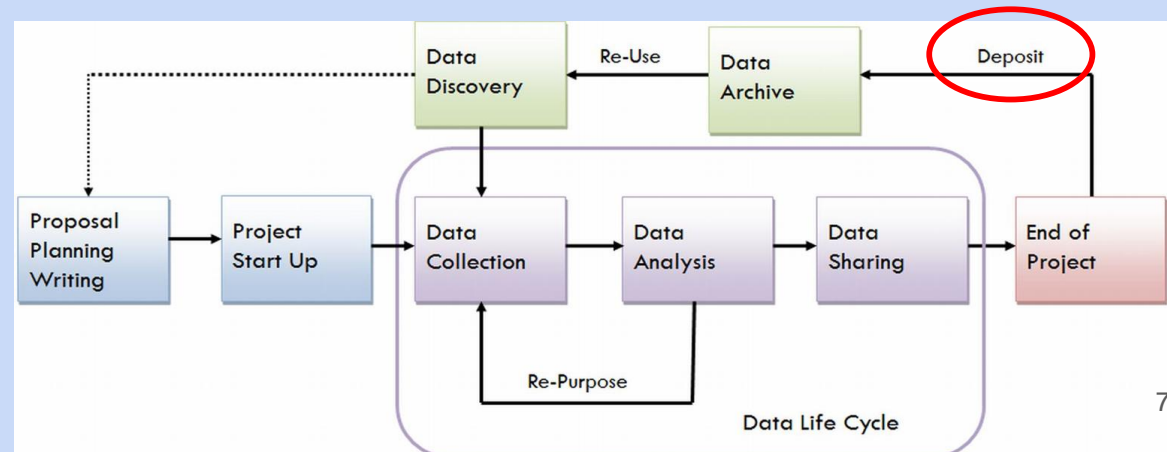 Data
Discovery
Re-Use
Data
Archive
Deposit
Proposal
Planning
Writing
Project
Start Up
Data
Collection
Data
Analysis
Data
Sharing
End of
Project
Re-Purpose
Data Life Cycle
7